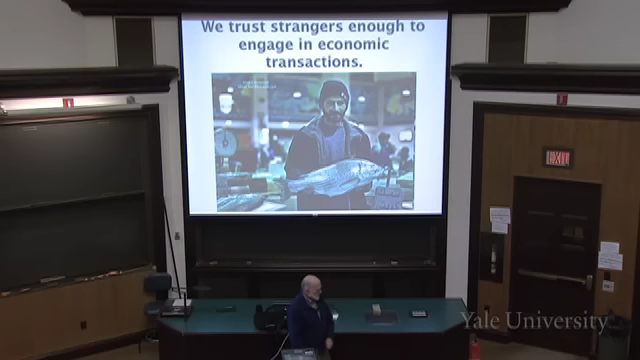 We trust strangers enough to
engage in economic
transactions.
EXIT
Yale University